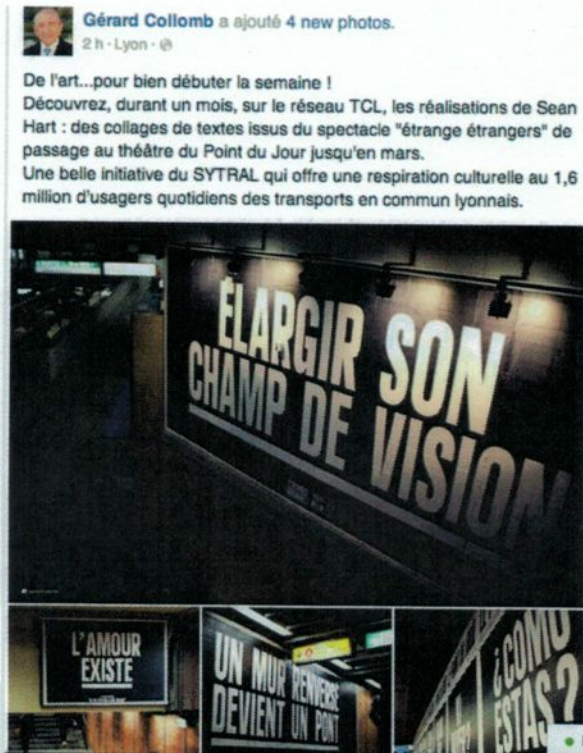 Gérard Collomb a ajouté 4 new photos.
2 h · Lyon ·
De l'art...pour bien débuter la semaine !
Découvrez, durant un mois, sur le réseau TCL, les réalisations de Sean
Hart : des collages de textes issus du spectacle "étrange étrangers" de
passage au théâtre du Point du Jour jusqu'en mars.
Une belle initiative du SYTRAL qui offre une respiration culturelle au 1,6
million d'usagers quotidiens des transports en commun lyonnais.
ÉLARGIR SON
CHAMP DE VISION
L'AMOUR
EXISTE
UN MUR RENVERSÉ
DEVIENT UN PONT
¿COMO
ESTAS?